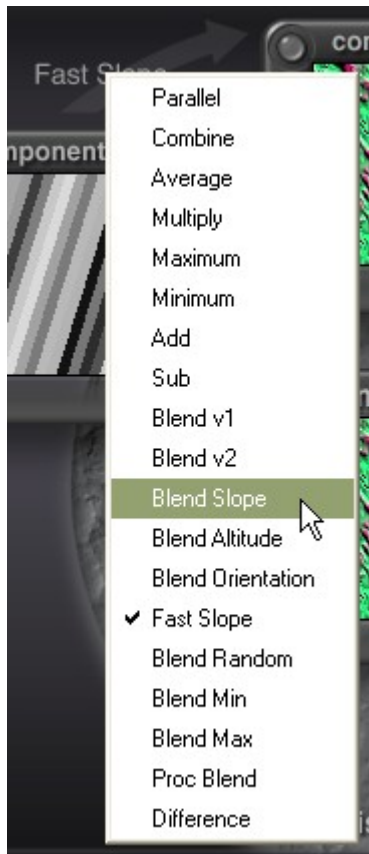 Fast Slope
Parallel
Combine
Average
Multiply
Maximum
Minimum
Add
Sub
Blend v1
Blend v2
Blend Slope
Blend Altitude
Blend Orientation
Fast Slope
Blend Random
Blend Min
Blend Max
Proc Blend
Difference